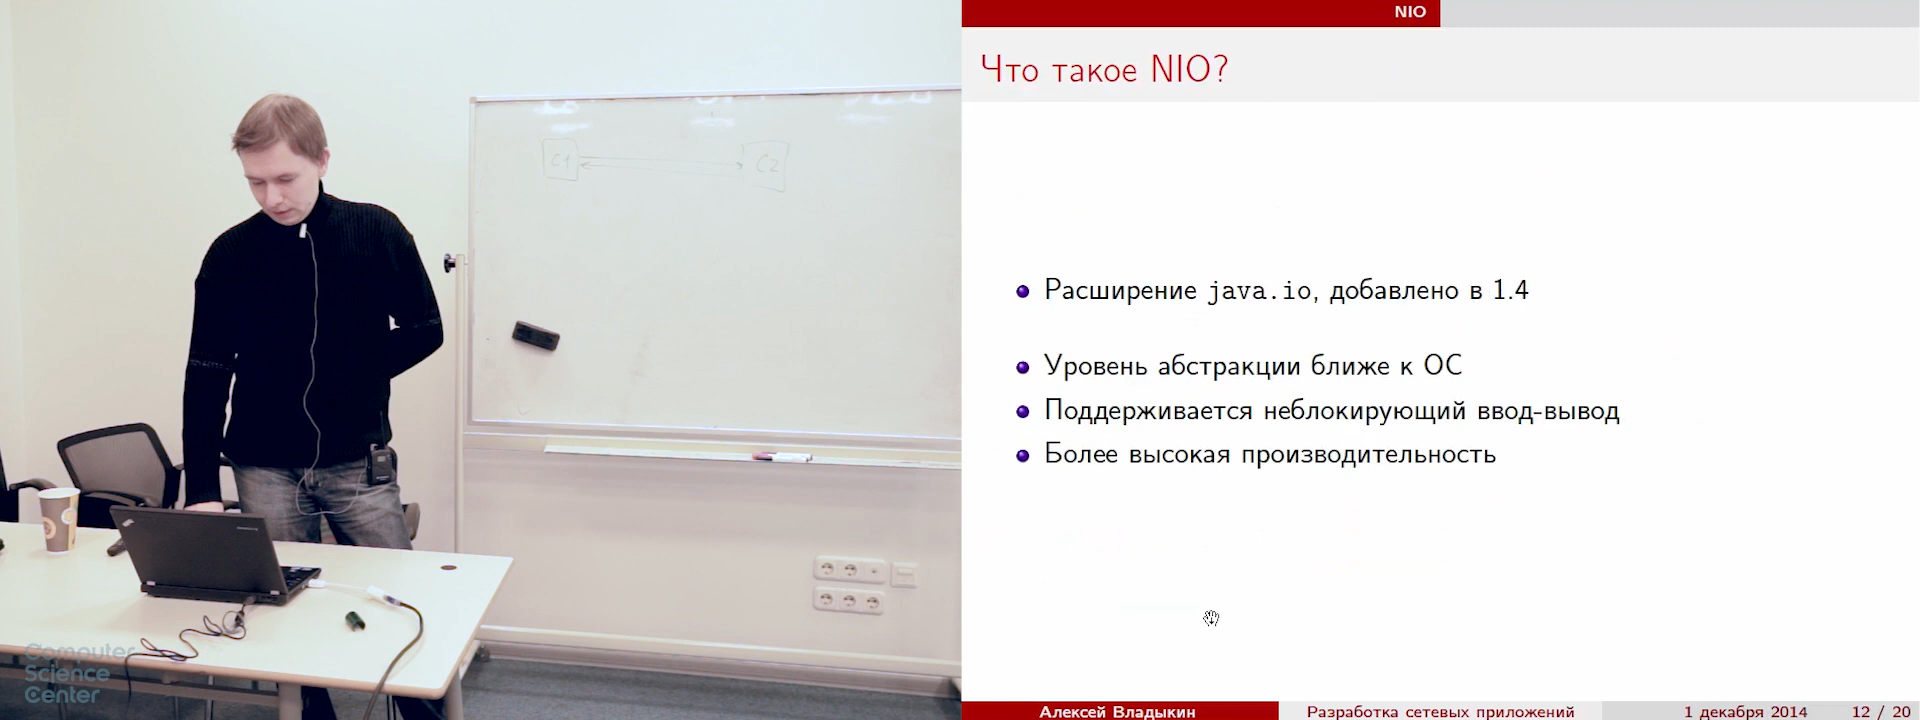 C1
C2
Computer
Science
Center
NIO
Что такое NIO?
Расширение java.io, добавлено в 1.4
Уровень абстракции ближе к ОС
Поддерживается неблокирующий ввод-вывод
Более высокая производительность
Алексей Владыкин
Разработка сетевых приложений
1 декабря 2014
12 / 20